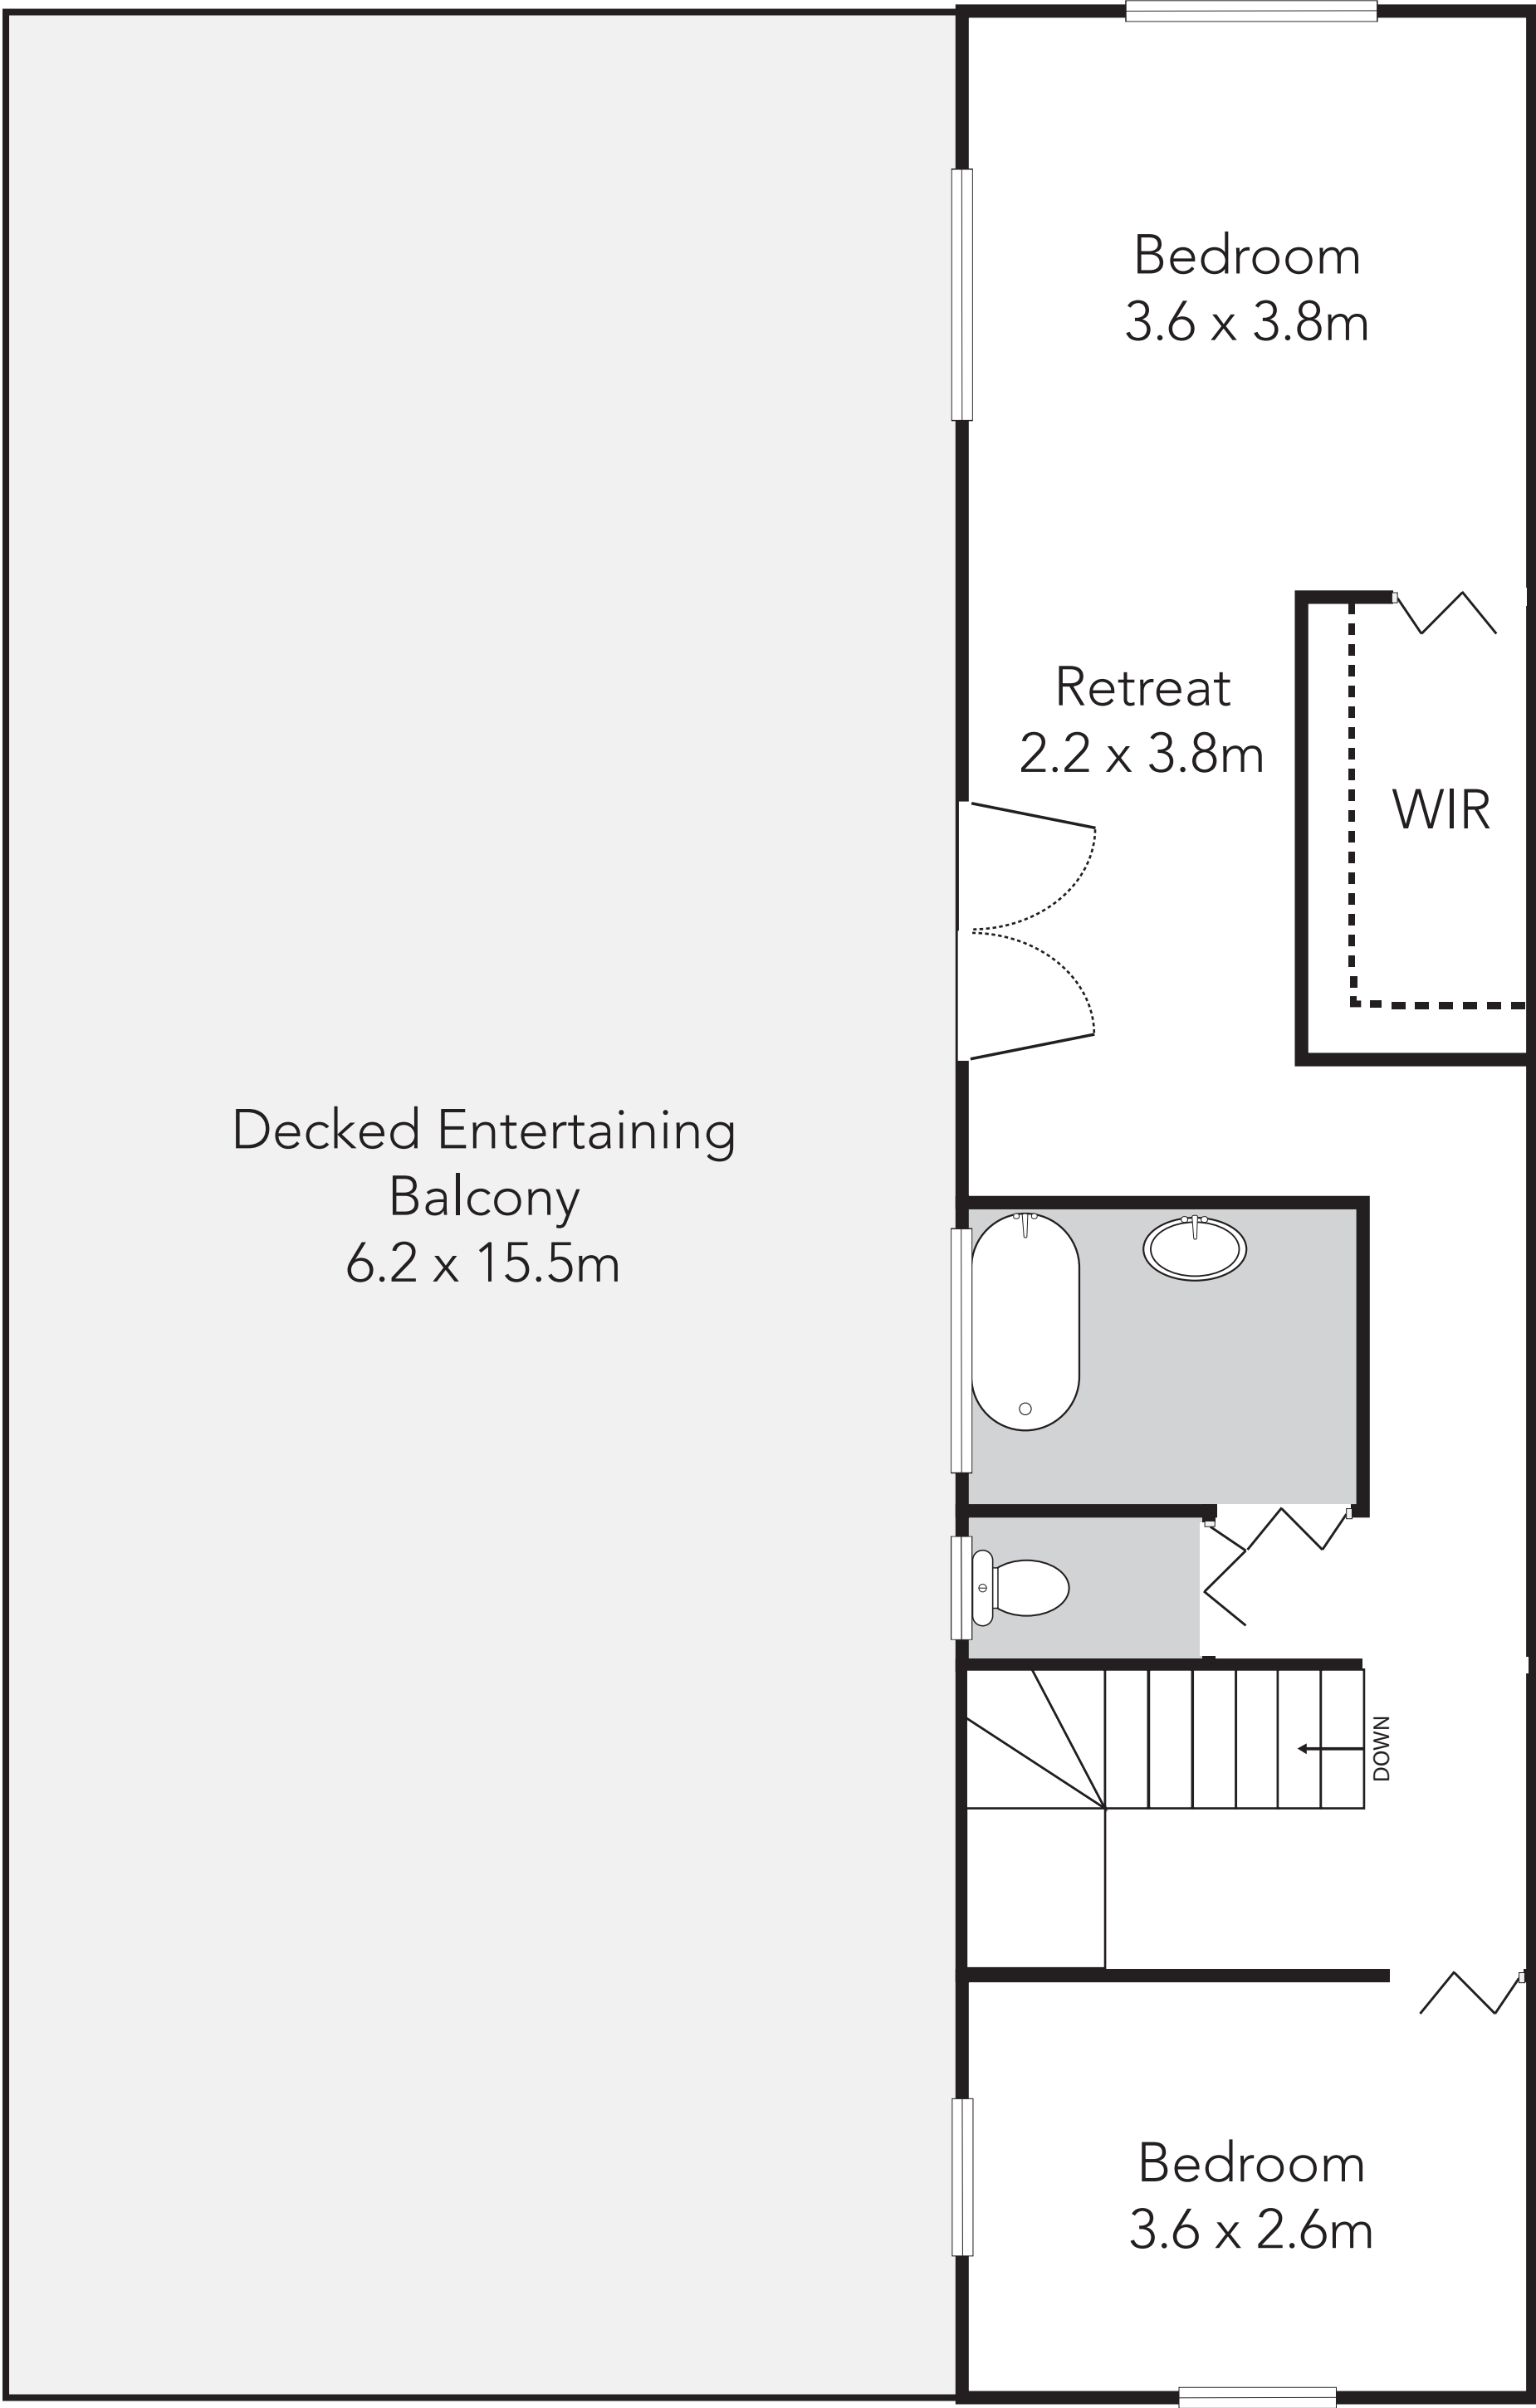 Bedroom
3.6 x 3.8m
Retreat
2.2 x 3.8m
WIR
Decked Entertaining
Balcony
6.2 x 15.5m
DOWN
Bedroom
3.6 x 2.6m